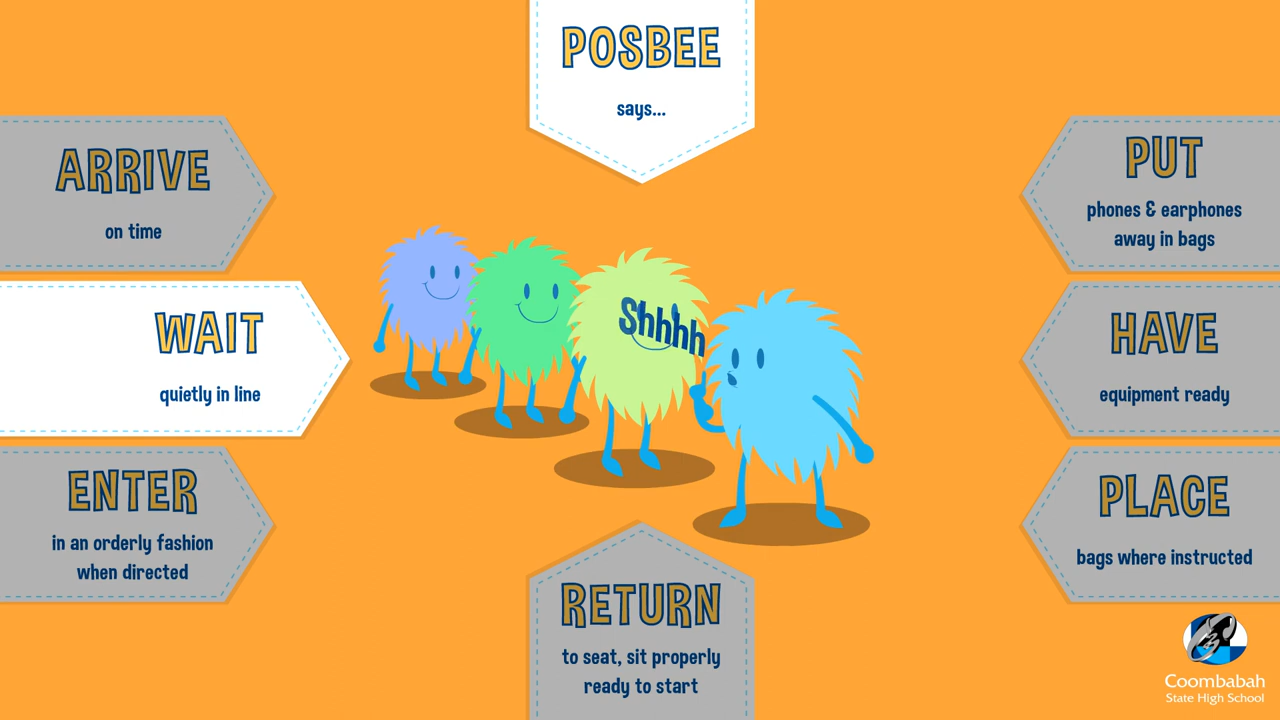 POSBEE
says...
ARRIVE
on time
WAIT
quietly in line
ENTER
in an orderly fashion
when directed
Shhhh
PUT
phones & earphones
away in bags
HAVE
equipment ready
PLACE
bags where instructed
RETURN
to seat, sit properly
ready to start
Coombabah
State High School